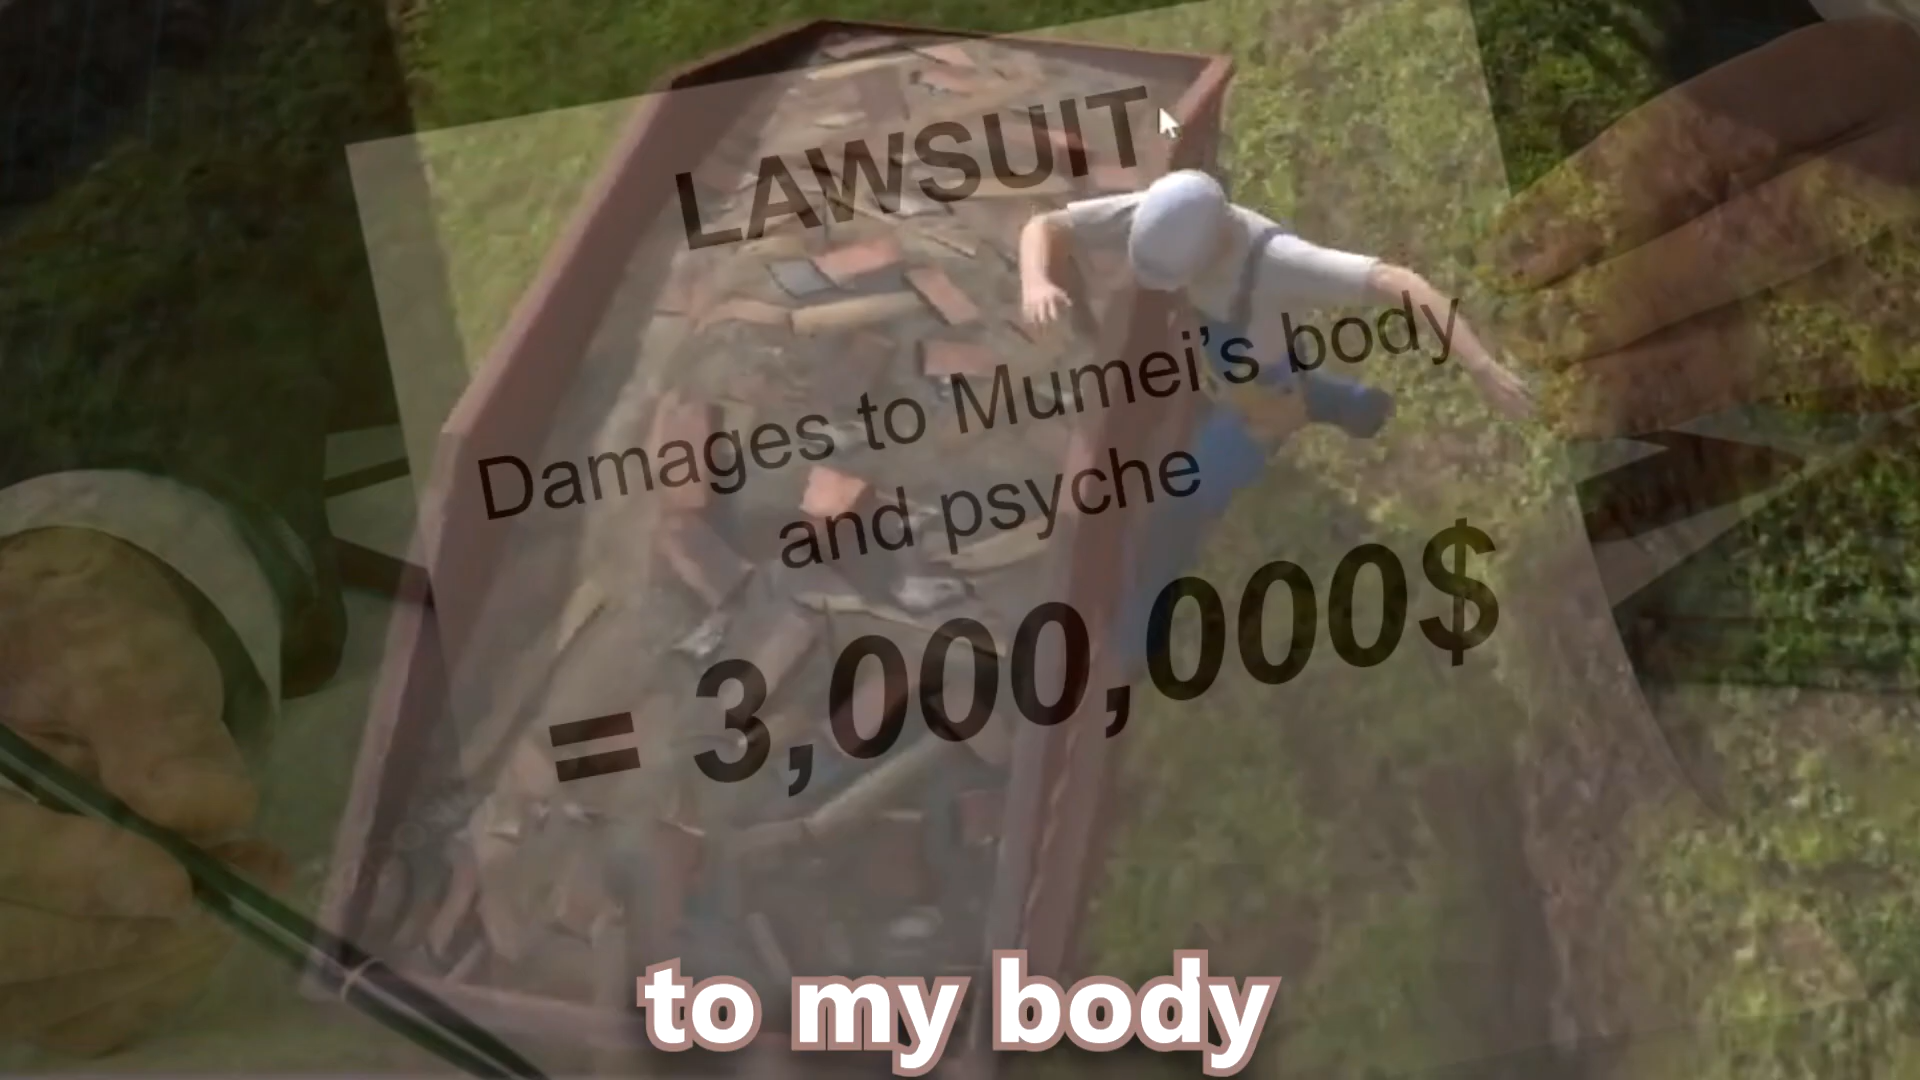 LAWSUIT
Damages to Mumei’s body
and psyche
= 3,000,000$
to my body